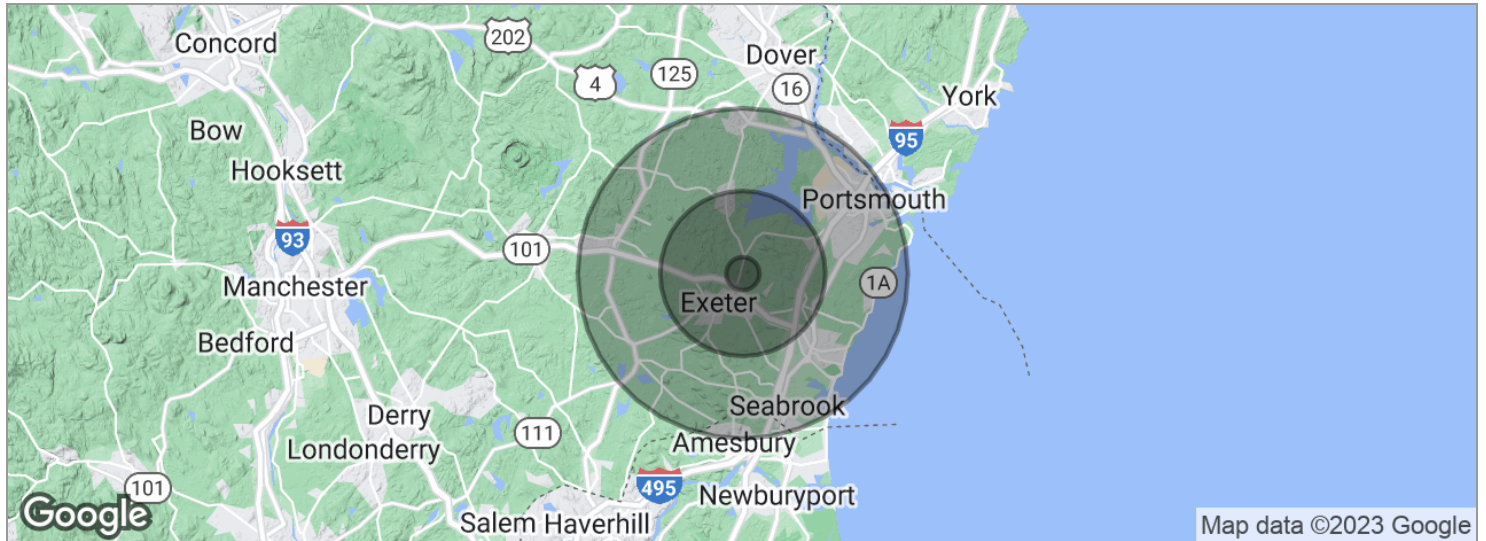 Concord
202
Dover
4
125
16
York
Bow
95
Hooksett
Portsmouth
93
101
1A
Manchester
Exeter
Bedford
Seabrook
Derry
111
Amesbury
Londonderry
101
495
Newburyport
Google
Salem
Haverhill
Map data ©2023 Google